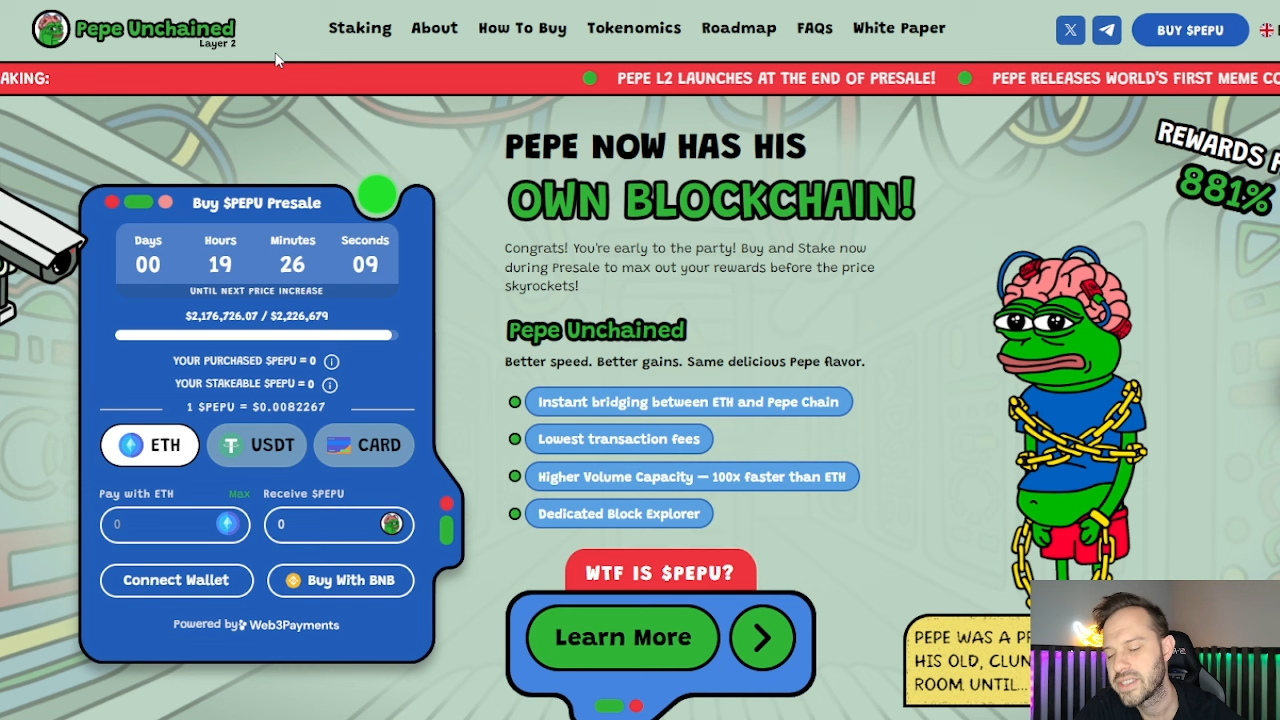 Pepe Unchained
Layer 2
Staking About How To Buy Tokenomics Roadmap FAQs White Paper
BUY $PEPU
AKING:
PEPE L2 LAUNCHES AT THE END OF PRESALE!
PEPE RELEASES WORLD'S FIRST MEME CO
Buy $PEPU Presale
Days Hours Minutes Seconds
00 19 26 09
UNTIL NEXT PRICE INCREASE
$2,176,726.07 / $2,226,679
YOUR PURCHASED $PEPU = 0
YOUR STAKEABLE $PEPU = 0
1 $PEPU = $0.0082267
ETH USDT CARD
Pay with ETH Max Receive $PEPU
0 0
Connect Wallet Buy With BNB
Powered by Web3Payments
PEPE NOW HAS HIS
OWN BLOCKCHAIN!
Congrats! You're early to the party! Buy and Stake now
during Presale to max out your rewards before the price
skyrockets!
Pepe Unchained
Better speed. Better gains. Same delicious Pepe flavor.
Instant bridging between ETH and Pepe Chain
Lowest transaction fees
Higher Volume Capacity — 100x faster than ETH
Dedicated Block Explorer
WTF IS $PEPU?
Learn More
REWARDS
881%
PEPE WAS A PR
HIS OLD, CLUN
ROOM UNTIL...